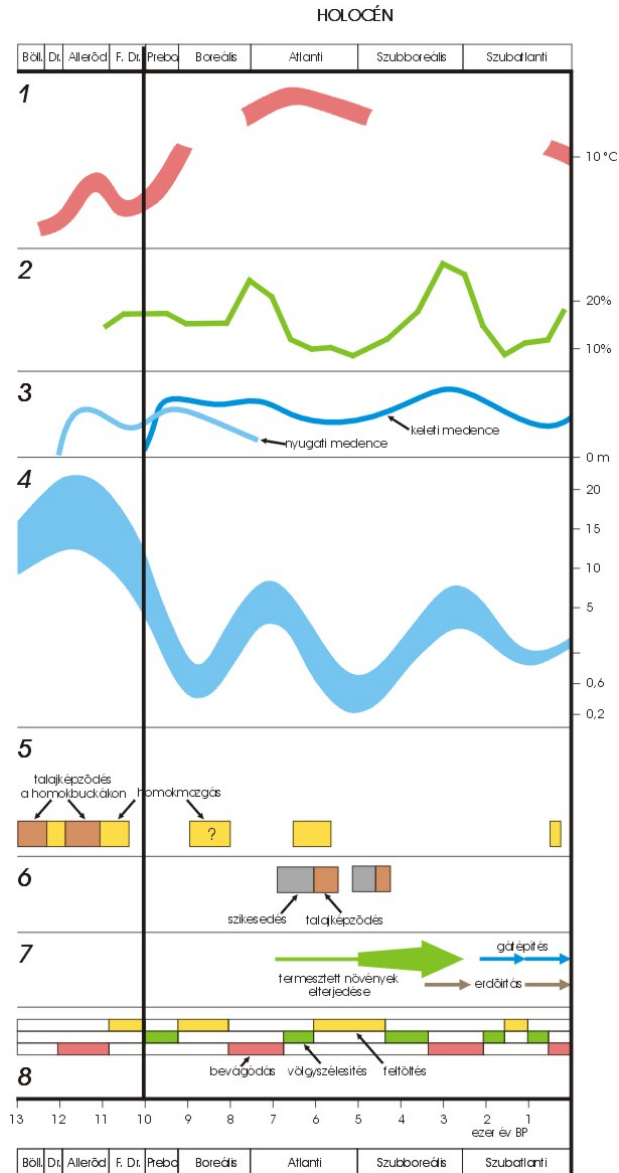 HOLOCÉN
Böll. Dr. Allerőd F. Dr. Prebo Boreális Atlanti Szubboreális Szubatlanti
1
10 °C
2
20%
10%
3
keleti medence
nyugati medence
0 m
4
20
15
10
5
0,6
0,2
5
talajképződés
a homokbuckákon
homokmozgás
?
6
szikesedés
talajképződés
7
gátépítés
termesztett növények
elterjedése
erdőirtás
bevágódás
völgyszélesítés
feltöltés
8
13 12 11 10 9 8 7 6 5 4 3 2 1
ezer év BP
Böll. Dr. Allerőd F. Dr. Prebo Boreális Atlanti Szubboreális Szubatlanti